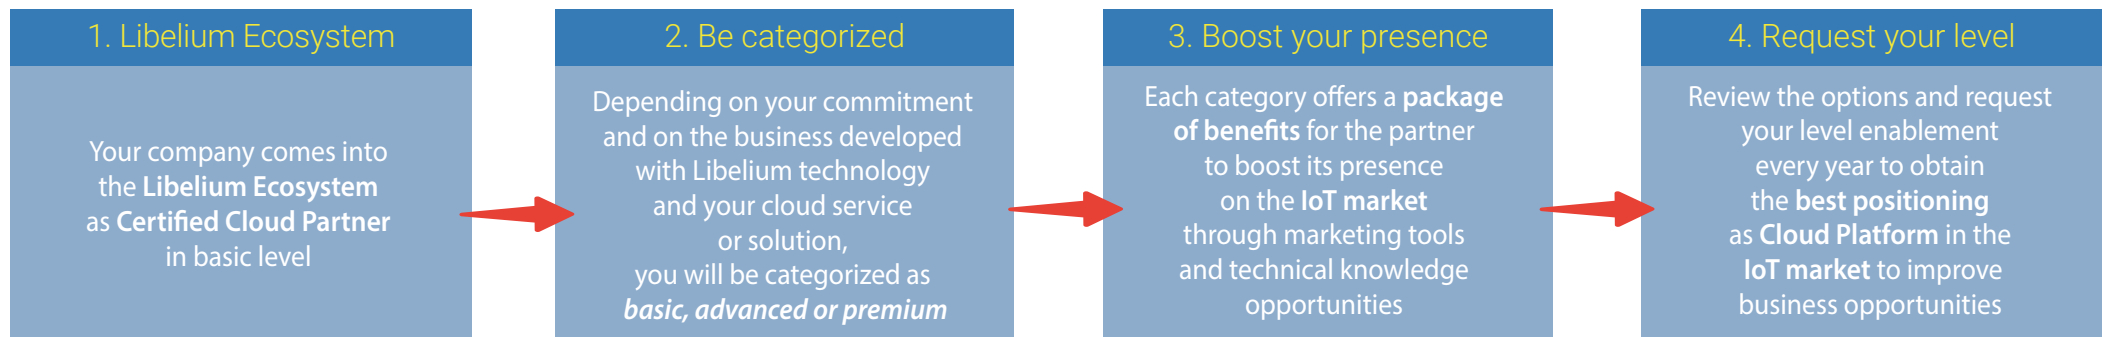 1. Libelium Ecosystem
Your company comes into
the Libelium Ecosystem
as Certified Cloud Partner
in basic level
2. Be categorized
Depending on your commitment
and on the business developed
with Libelium technology
and your cloud service
or solution,
you will be categorized as
basic, advanced or premium
3. Boost your presence
Each category offers a package
of benefits for the partner
to boost its presence
on the IoT market
through marketing tools
and technical knowledge
opportunities
4. Request your level
Review the options and request
your level enablement
every year to obtain
the best positioning
as Cloud Platform in the
IoT market to improve
business opportunities